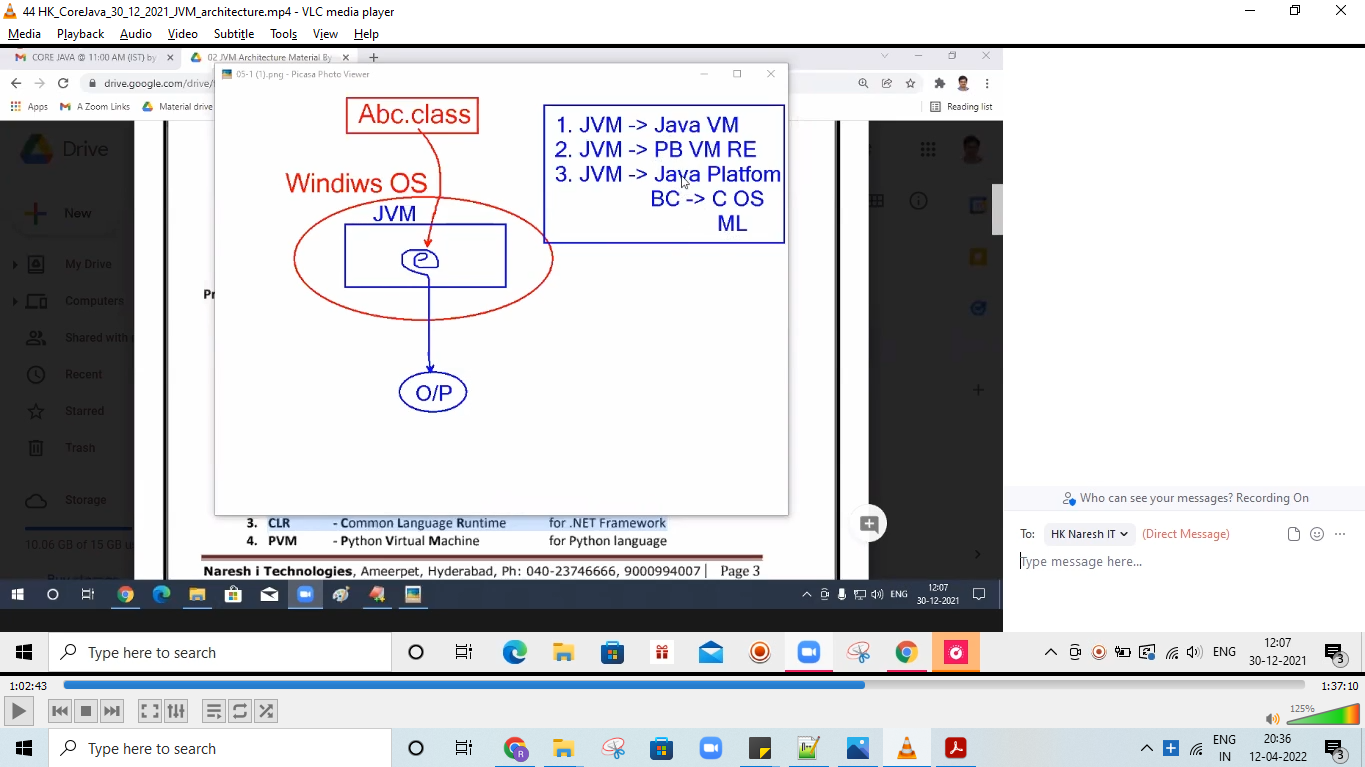 44 HK_CoreJava_30_12_2021_JVM_architecture.mp4 - VLC media player
Media Playback Audio Video Subtitle Tools View Help
CORE JAVA @ 11:00 AM (IST) by
02 JVM Architecture Material By
05-1 (1).png - Picasa Photo Viewer
drive.google.com/drive/
Apps
A Zoom Links
Material drive
Reading list
Drive
New
My Drive
Computers
Shared with
Recent
Starred
Trash
Storage
10.06 GB of 15 GB
Abc.class
Windiws OS
JVM
O/P
1. JVM -> Java VM
2. JVM -> PB VM RE
3. JVM -> Java Platfom
BC -> C OS
ML
Pr
3. CLR - Common Language Runtime for .NET Framework
4. PVM - Python Virtual Machine for Python language
Naresh i Technologies, Ameerpet, Hyderabad, Ph: 040-23746666, 9000994007 | Page 3
ENG
12:07
30-12-2021
Who can see your messages? Recording On
To: HK Naresh IT (Direct Message)
Type message here...
Type here to search
ENG
12:07
30-12-2021
3
1:02:43
1:37:10
125%
Type here to search
R
ENG
IN
20:36
12-04-2022
3